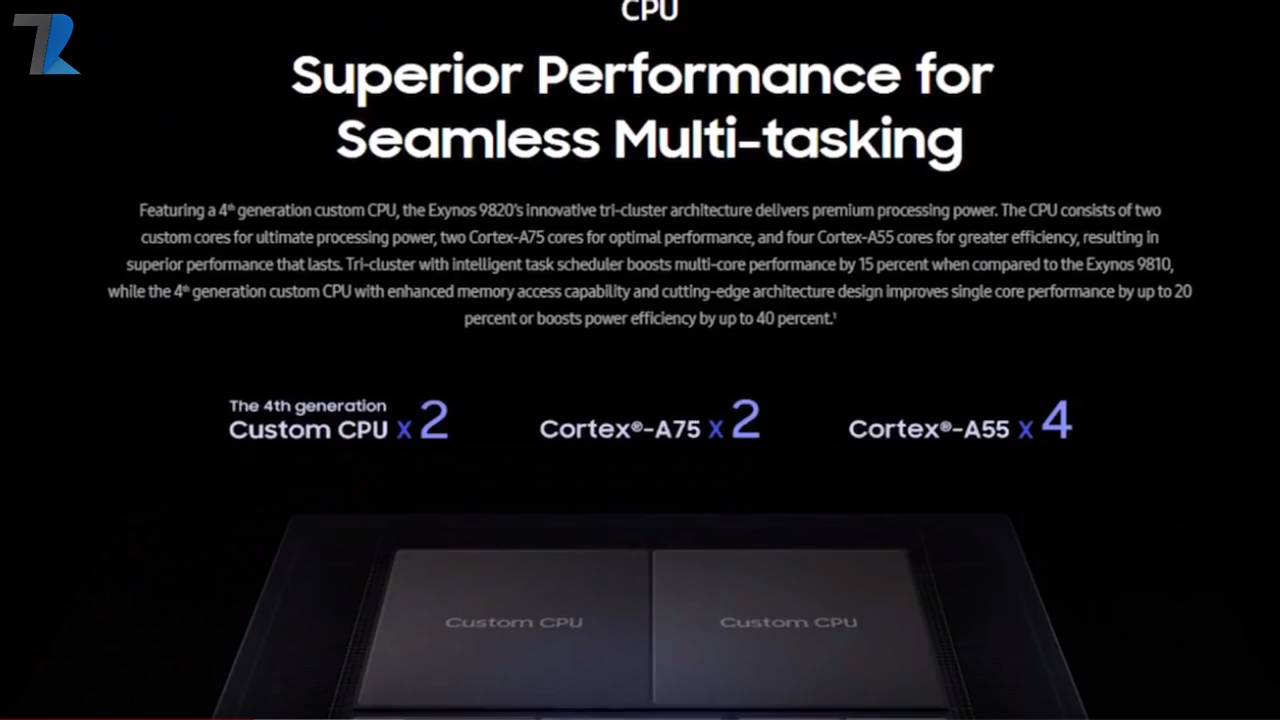 CPU
Superior Performance for
Seamless Multi-tasking
Featuring a 4th generation custom CPU, the Exynos 9820's innovative tri-cluster architecture delivers premium processing power. The CPU consists of two
custom cores for ultimate processing power, two Cortex-A75 cores for optimal performance, and four Cortex-A55 cores for greater efficiency, resulting in
superior performance that lasts. Tri-cluster with intelligent task scheduler boosts multi-core performance by 15 percent when compared to the Exynos 9810,
while the 4th generation custom CPU with enhanced memory access capability and cutting-edge architecture design improves single core performance by up to 20
percent or boosts power efficiency by up to 40 percent.¹
The 4th generation
Custom CPU x 2
Cortex®-A75 x 2
Cortex®-A55 x 4
Custom CPU
Custom CPU